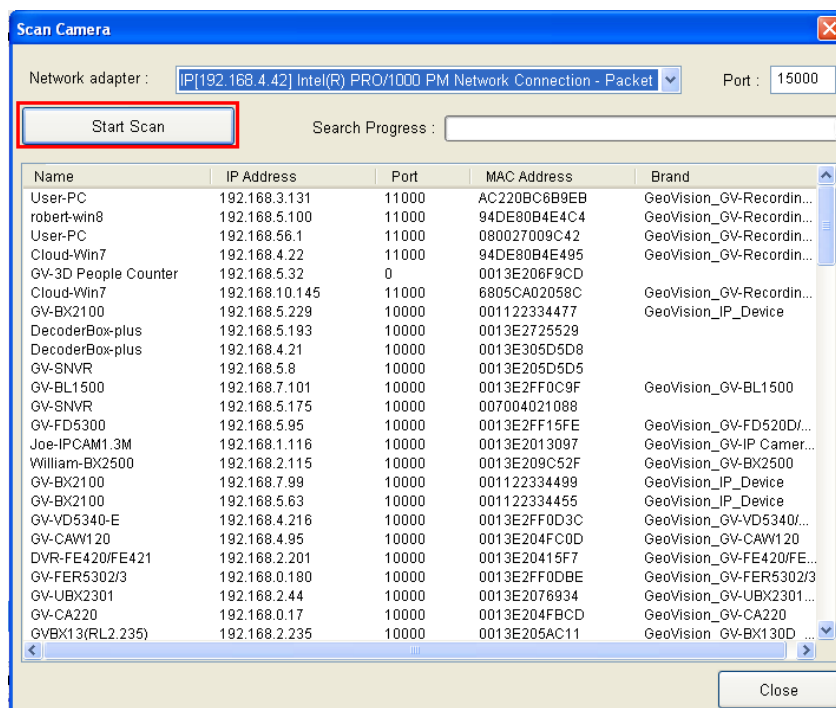 Scan Camera
Network adapter : IP[192.168.4.42] Intel(R) PRO/1000 PM Network Connection - Packet Port : 15000
Start Scan Search Progress :
Name IP Address Port MAC Address Brand
User-PC 192.168.3.131 11000 AC220BC6B9EB GeoVision_GV-Recordin...
robert-win8 192.168.5.100 11000 94DE80B4E4C4 GeoVision_GV-Recordin...
User-PC 192.168.56.1 11000 080027009C42 GeoVision_GV-Recordin...
Cloud-Win7 192.168.4.22 11000 94DE80B4E495 GeoVision_GV-Recordin...
GV-3D People Counter 192.168.5.32 0 0013E206F9CD
Cloud-Win7 192.168.10.145 11000 6805CA02058C GeoVision_GV-Recordin...
GV-BX2100 192.168.5.229 10000 001122334477 GeoVision_IP_Device
DecoderBox-plus 192.168.5.193 10000 0013E2725529
DecoderBox-plus 192.168.4.21 10000 0013E305D5D8
GV-SNVR 192.168.5.8 10000 0013E205D5D5
GV-BL1500 192.168.7.101 10000 0013E2FF0C9F GeoVision_GV-BL1500
GV-SNVR 192.168.5.175 10000 007004021088
GV-FD5300 192.168.5.95 10000 0013E2FF15FE GeoVision_GV-FD520D/...
Joe-IPCAM1.3M 192.168.1.116 10000 0013E2013097 GeoVision_GV-IP Camer...
William-BX2500 192.168.2.115 10000 0013E209C52F GeoVision_GV-BX2500
GV-BX2100 192.168.7.99 10000 001122334499 GeoVision_IP_Device
GV-BX2100 192.168.5.63 10000 001122334455 GeoVision_IP_Device
GV-VD5340-E 192.168.4.216 10000 0013E2FF0D3C GeoVision_GV-VD5340/...
GV-CAW120 192.168.4.95 10000 0013E204FC0D GeoVision_GV-CAW120
DVR-FE420/FE421 192.168.2.201 10000 0013E20415F7 GeoVision_GV-FE420/FE...
GV-FER5302/3 192.168.0.180 10000 0013E2FF0DBE GeoVision_GV-FER5302/3
GV-UBX2301 192.168.2.44 10000 0013E2076934 GeoVision_GV-UBX2301...
GV-CA220 192.168.0.17 10000 0013E204FBCD GeoVision_GV-CA220
GVBX13(RL2.235) 192.168.2.235 10000 0013E205AC11 GeoVision_GV-BX130D_...
Close